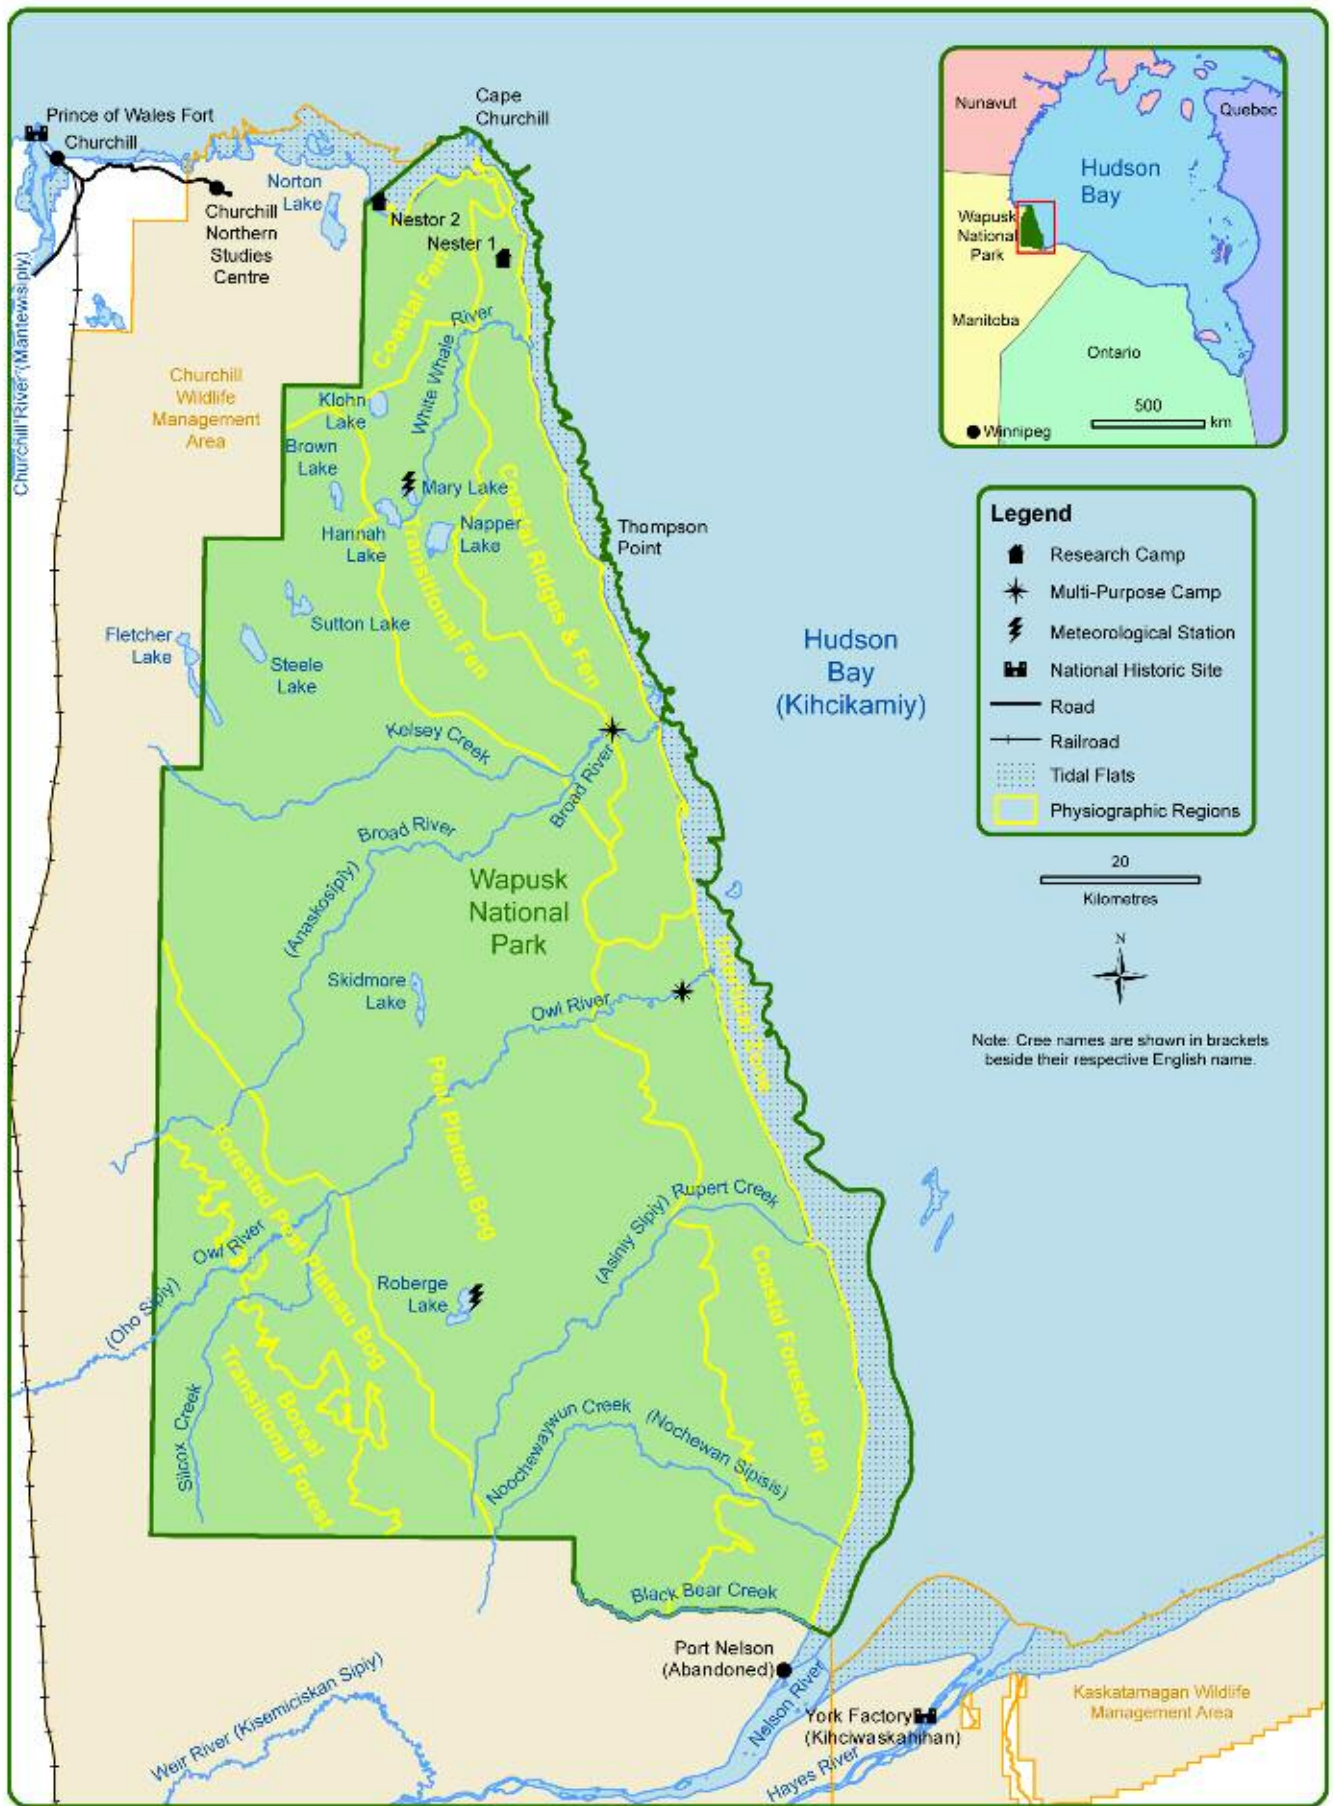 Cape
Churchill
Prince of Wales Fort
Churchill
Norton
Lake
Churchill
Northern
Studies
Centre
Nestor 2
Nester 1
Coastal Fen
River
White Whale
Churchill River (Mantewisipiy)
Churchill
Wildlife
Management
Area
Klohn
Lake
Brown
Lake
Mary Lake
Hannah
Lake
Napper
Lake
Transitional Fen
Coastal Ridges & Fen
Thompson
Point
Sutton Lake
Fletcher
Lake
Steele
Lake
Kelsey Creek
Broad River
Broad River
(Anaskosipiy)
Wapusk
National
Park
Skidmore
Lake
Owl River
Peat Plateau Bog
Forested Peat Plateau Bog
Owl River
(Oho Sipiy)
Rupert Creek
(Asiniy Sipiy)
Roberge
Lake
Coastal Forested Fen
Silcox Creek
Boreal
Transitional Forest
Noochewaywun Creek
(Nochewan Sipisis)
Black Bear Creek
Port Nelson
(Abandoned)
Nelson River
York Factory
(Kihciwaskahihan)
Hayes River
Weir River (Kisemiciskan Sipiy)
Kaskatamagan Wildlife
Management Area
Hudson
Bay
(Kihcikamiy)
Nunavut
Quebec
Hudson
Bay
Wapusk
National
Park
Manitoba
Ontario
500
km
Winnipeg
Legend
Research Camp
Multi-Purpose Camp
Meteorological Station
National Historic Site
Road
Railroad
Tidal Flats
Physiographic Regions
20
Kilometres
N
Note: Cree names are shown in brackets
beside their respective English name.